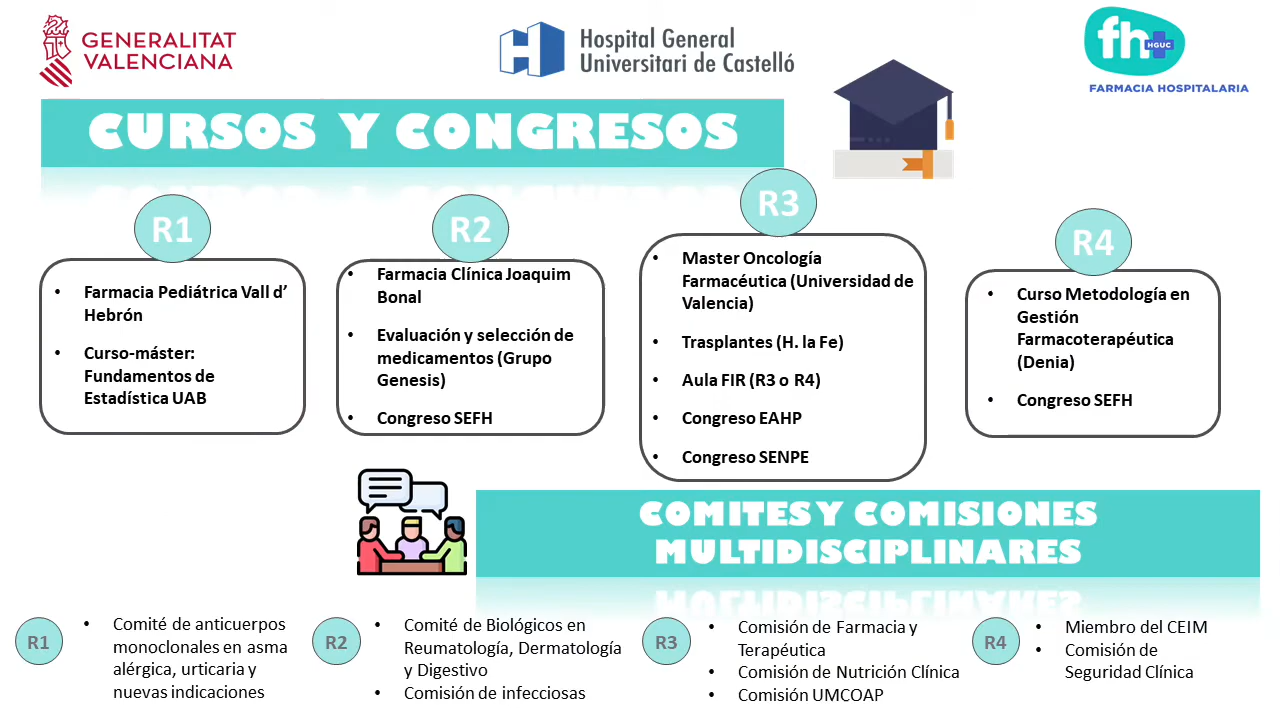 GENERALITAT
VALENCIANA
Hospital General
Universitari de Castelló
fh
HGUC
FARMACIA HOSPITALARIA
CURSOS Y CONGRESOS
R1
• Farmacia Pediátrica Vall d’
Hebrón
• Curso-máster:
Fundamentos de
Estadística UAB
R2
• Farmacia Clínica Joaquim
Bonal
• Evaluación y selección de
medicamentos (Grupo
Genesis)
• Congreso SEFH
R3
• Master Oncología
Farmacéutica (Universidad de
Valencia)
• Trasplantes (H. la Fe)
• Aula FIR (R3 o R4)
• Congreso EAHP
• Congreso SENPE
R4
• Curso Metodología en
Gestión
Farmacoterapéutica
(Denia)
• Congreso SEFH
COMITES Y COMISIONES
MULTIDISCIPLINARES
R1
• Comité de anticuerpos
monoclonales en asma
alérgica, urticaria y
nuevas indicaciones
R2
• Comité de Biológicos en
Reumatología, Dermatología
y Digestivo
• Comisión de infecciosas
R3
• Comisión de Farmacia y
Terapéutica
• Comisión de Nutrición Clínica
• Comisión UMCOAP
R4
• Miembro del CEIM
• Comisión de
Seguridad Clínica